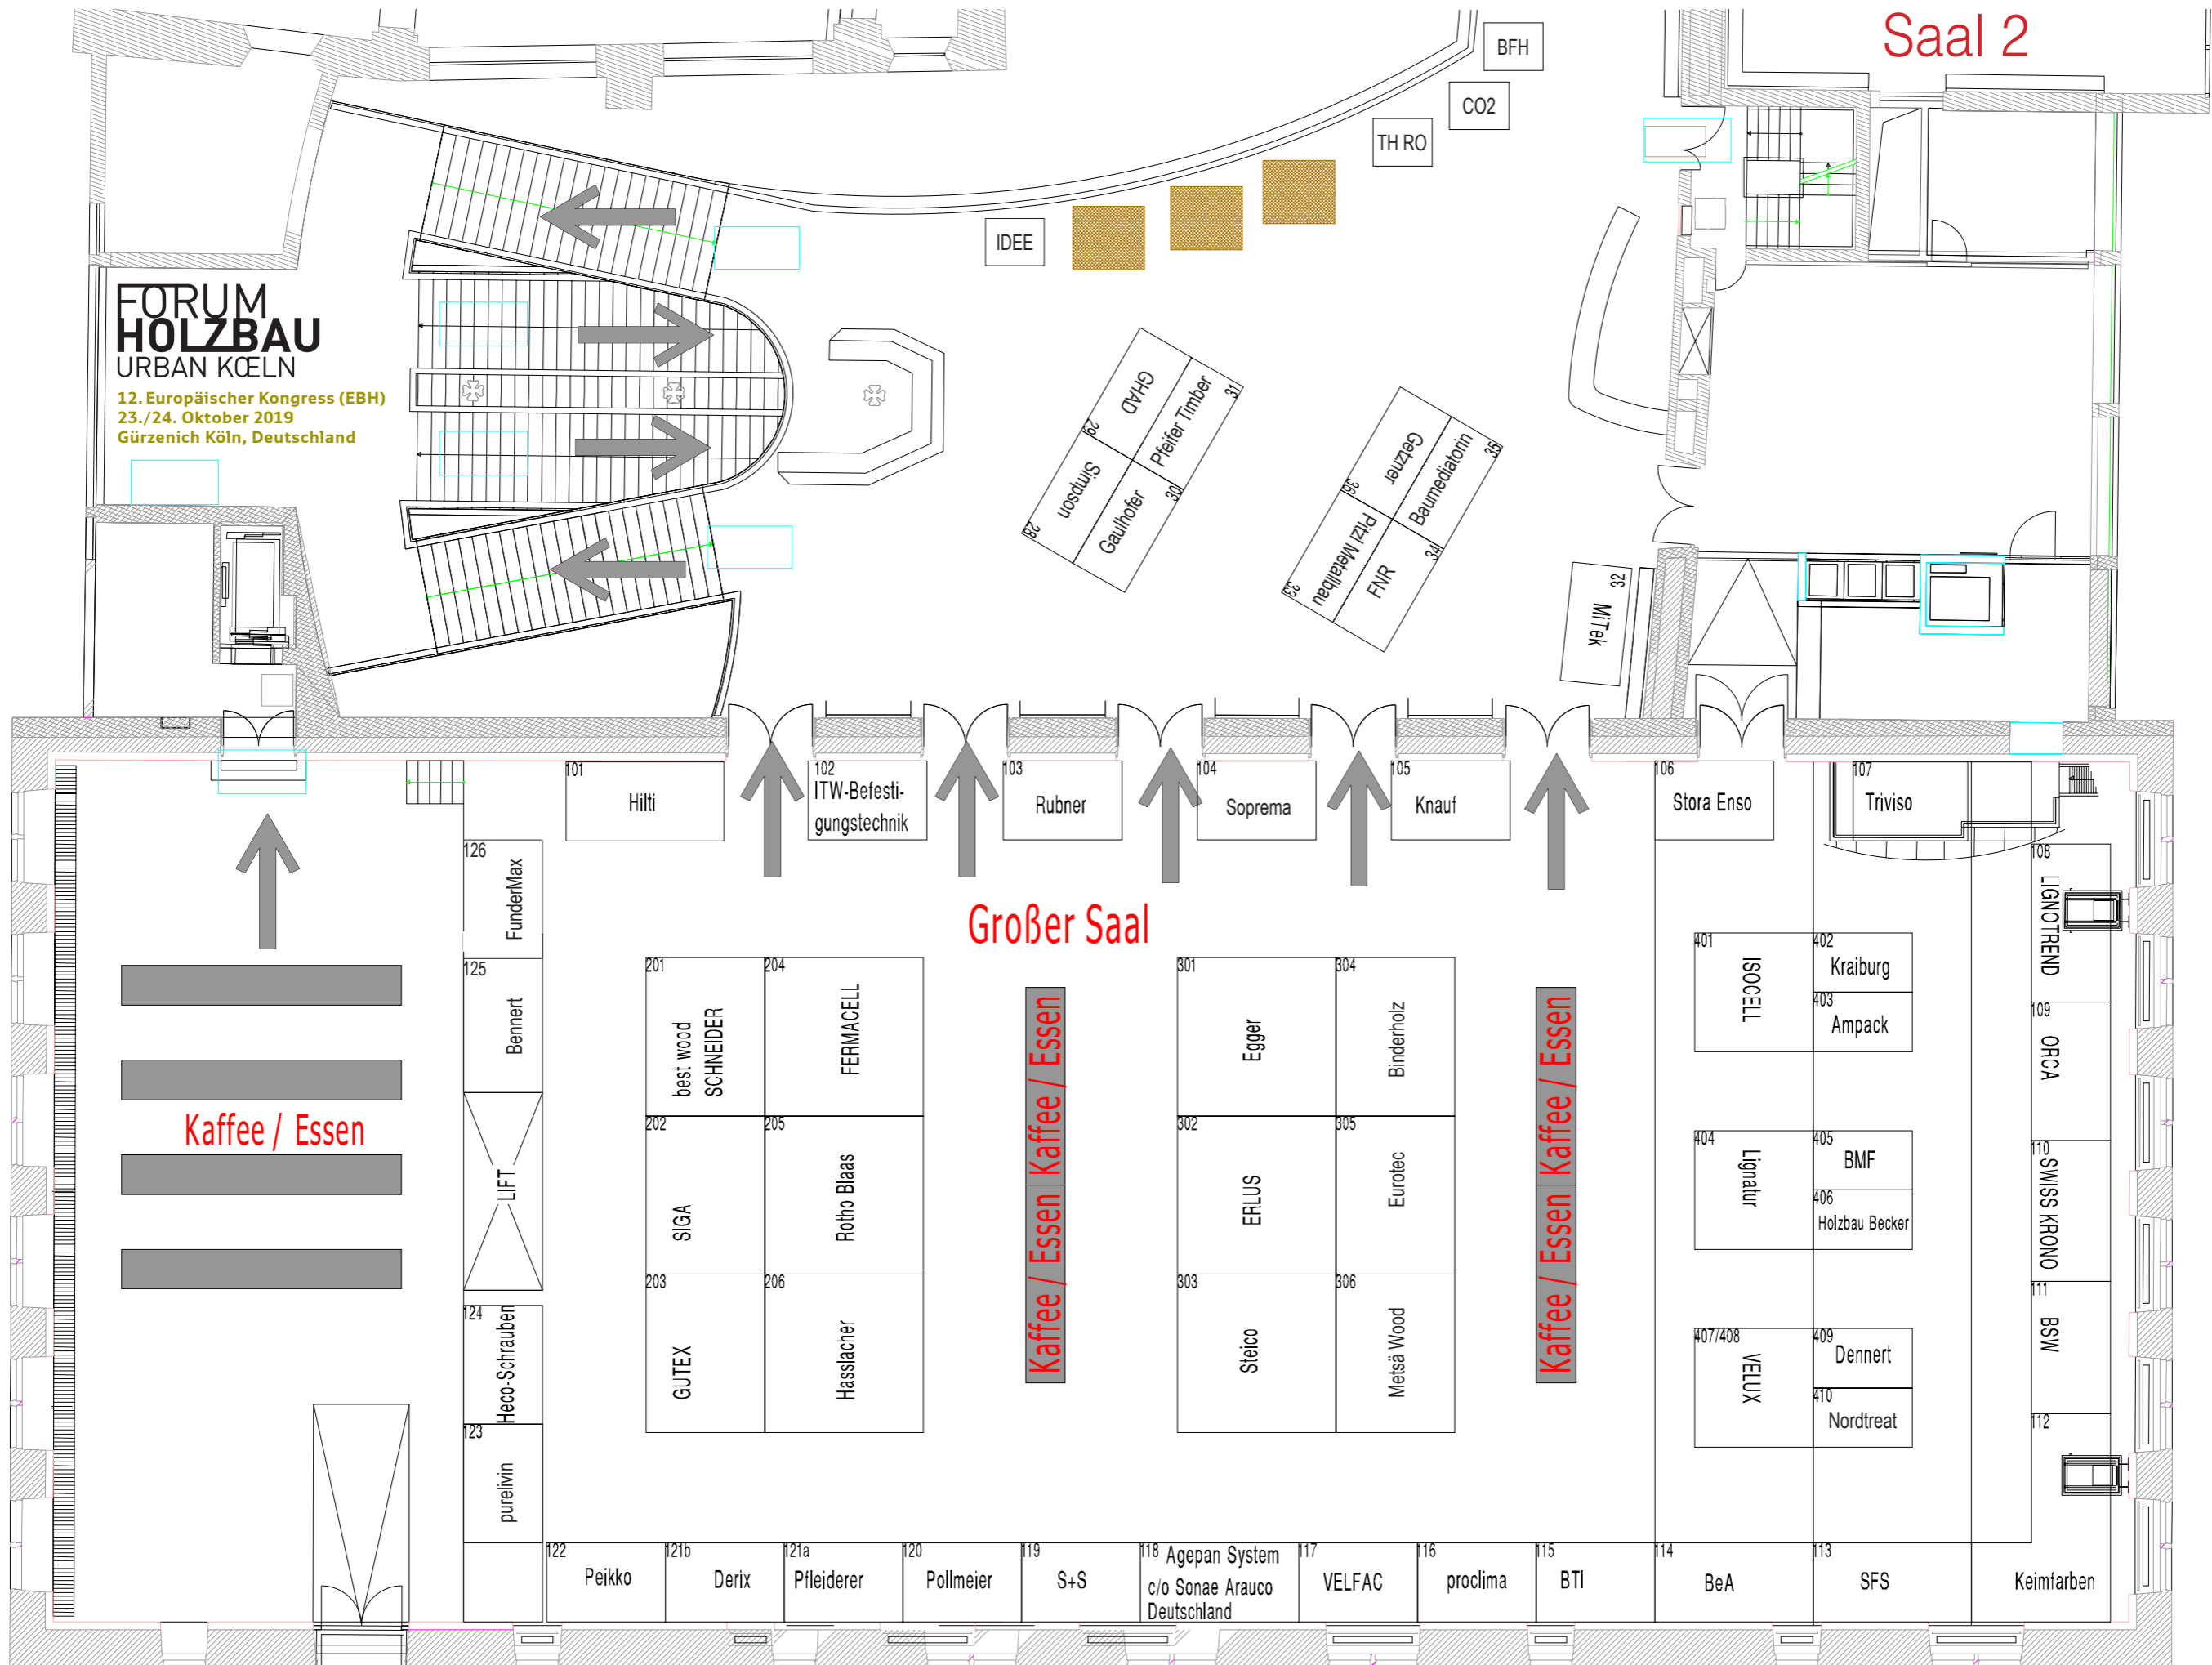 Saal 2
BFH
CO2
TH RO
IDEE
FORUM
HOLZBAU
URBAN KŒLN
12. Europäischer Kongress (EBH)
23./24. Oktober 2019
Gürzenich Köln, Deutschland
GHAD
29
Pfeifer Timber
31
Simpson
28
Gaulhofer
30
Getzner
36
Baumediatorin
35
Pitzl Metallbau
33
FNR
34
32
MiTek
101
Hilti
102
ITW-Befesti-
gungstechnik
103
Rubner
104
Soprema
105
Knauf
106
Stora Enso
107
Triviso
126
FunderMax
125
Bennert
LIFT
124
Heco-Schrauben
123
purelivin
Kaffee / Essen
Großer Saal
201
best wood
SCHNEIDER
204
FERMACELL
202
SIGA
205
Rotho Blaas
203
GUTEX
206
Hasslacher
Kaffee / Essen
Kaffee / Essen
301
Egger
304
Binderholz
302
ERLUS
305
Eurotec
303
Steico
306
Metsä Wood
Kaffee / Essen
Kaffee / Essen
401
ISOCELL
402
Kraiburg
403
Ampack
404
Lignatur
405
BMF
406
Holzbau Becker
407/408
VELUX
409
Dennert
410
Nordtreat
108
LIGNOTREND
109
ORCA
110
SWISS KRONO
111
BSW
112
Keimfarben
122
Peikko
121b
Derix
121a
Pfleiderer
120
Pollmeier
119
S+S
118 Agepan System
c/o Sonae Arauco
Deutschland
117
VELFAC
116
proclima
115
BTI
114
BeA
113
SFS